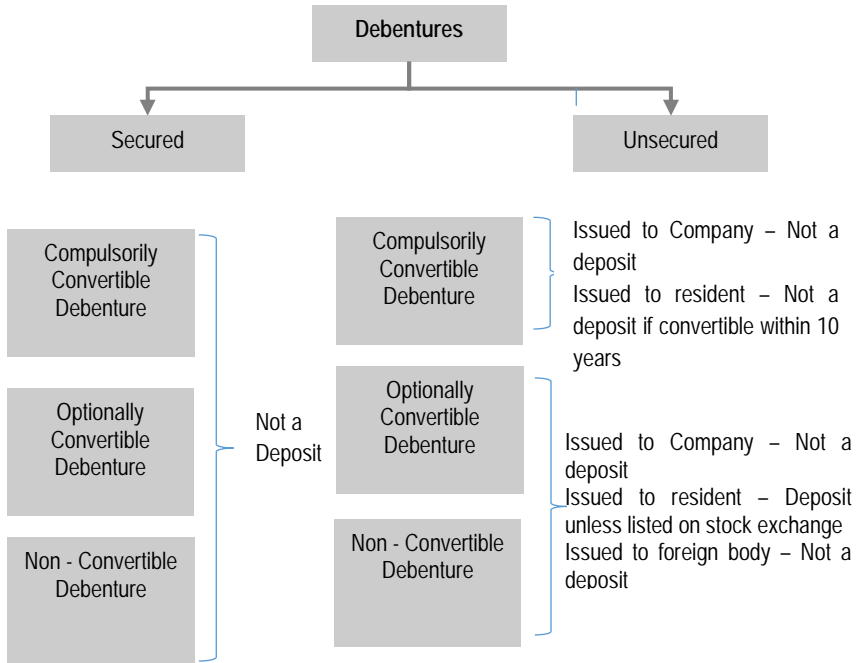 Debentures
Secured
Unsecured
Compulsorily
Convertible
Debenture
Optionally
Convertible
Debenture
Non - Convertible
Debenture
Not a
Deposit
Compulsorily
Convertible
Debenture
Issued to Company – Not a
deposit
Issued to resident – Not a
deposit if convertible within 10
years
Optionally
Convertible
Debenture
Non - Convertible
Debenture
Issued to Company – Not a
deposit
Issued to resident – Deposit
unless listed on stock exchange
Issued to foreign body – Not a
deposit